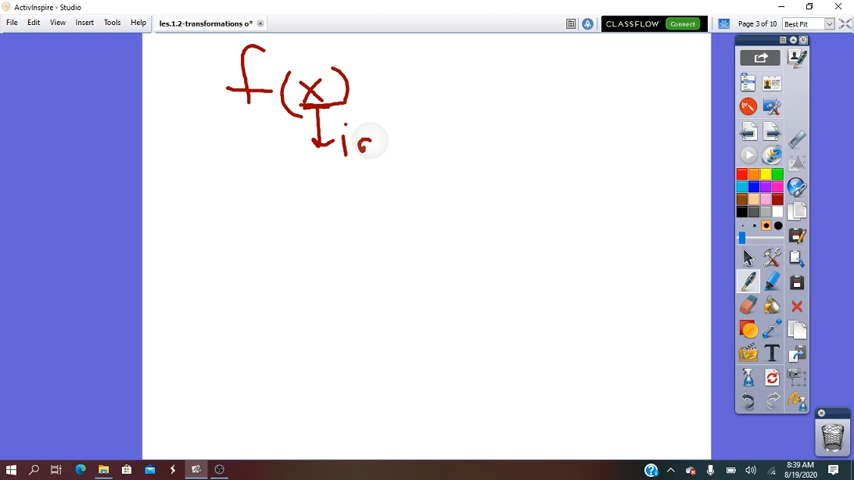 ActivInspire - Studio
File Edit View Insert Tools Help
les.1.2-transformations o*
CLASSFLOW Connect
Page 3 of 10
Best Fit
f(x)
i
T
8:39 AM
8/19/2020